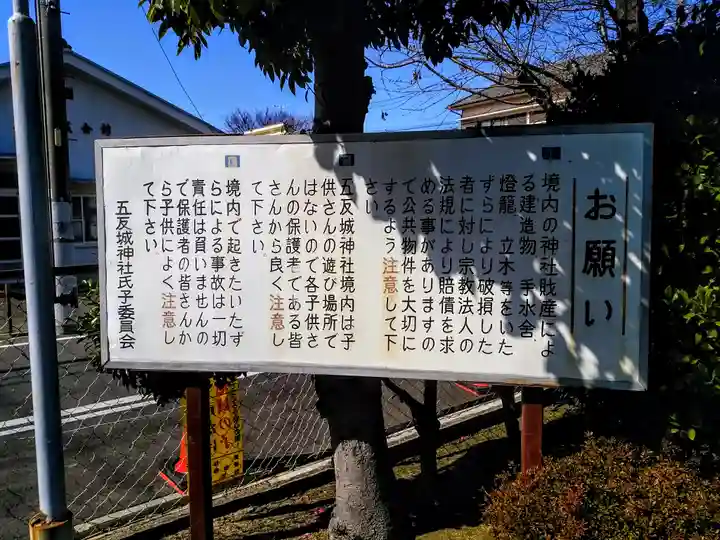 お願い
境内の神社財産によ
る建造物、手水舎、
燈籠、立木等をいた
ずらにより破損した
者に対し宗教法人の
法規により賠償を求
める事がありますの
で公共物件を大切に
するよう注意して下
さい
五反城神社境内は子
供さんの遊び場所で
はないので各子供さ
んの保護者である皆
さんから良く注意し
て下さい
境内で起きたいたず
らによる事故は一切
責任は負いませんの
で保護者の皆さんか
ら子供によく注意し
て下さい
五反城神社氏子委員会